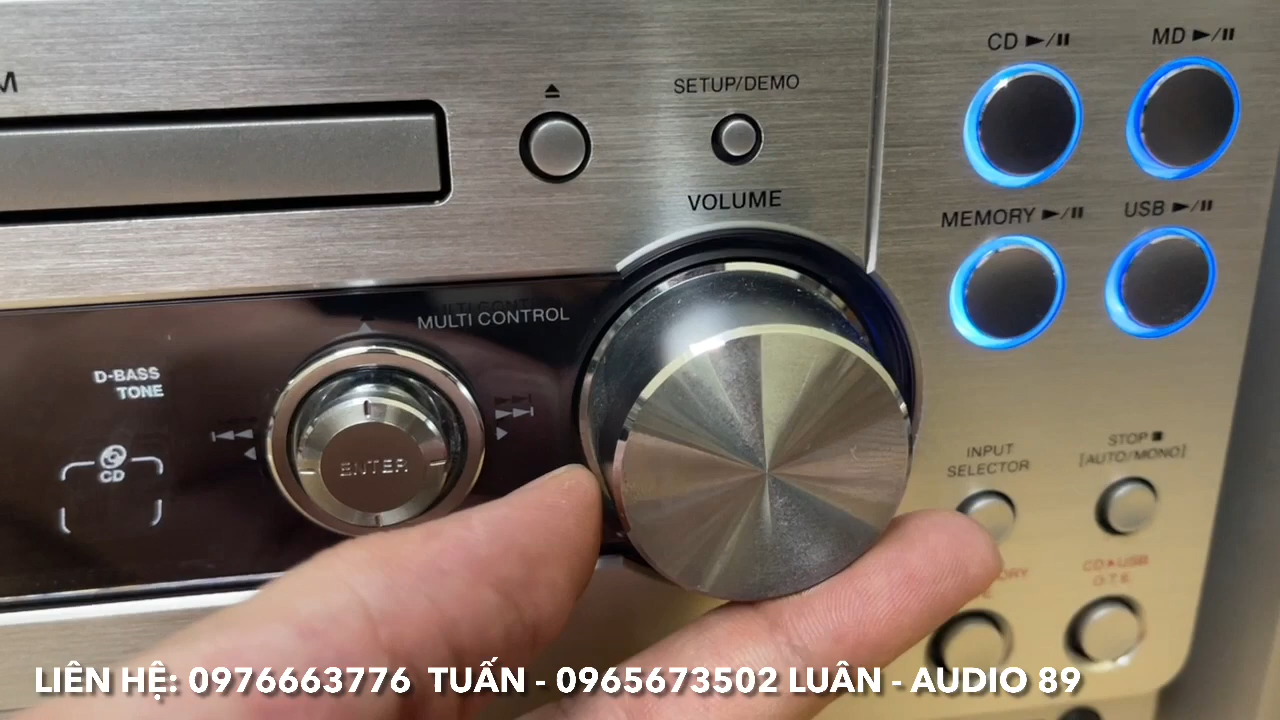 M
CD ►/II
MD ►/II
SETUP/DEMO
VOLUME
MEMORY ►/II
USB ►/II
MULTI CONTROL
D-BASS
TONE
CD
ENTER
INPUT
SELECTOR
STOP ■
[AUTO/MONO]
CD►USB
O.T.E.
LIÊN HỆ: 0976663776 TUẤN - 0965673502 LUÂN - AUDIO 89